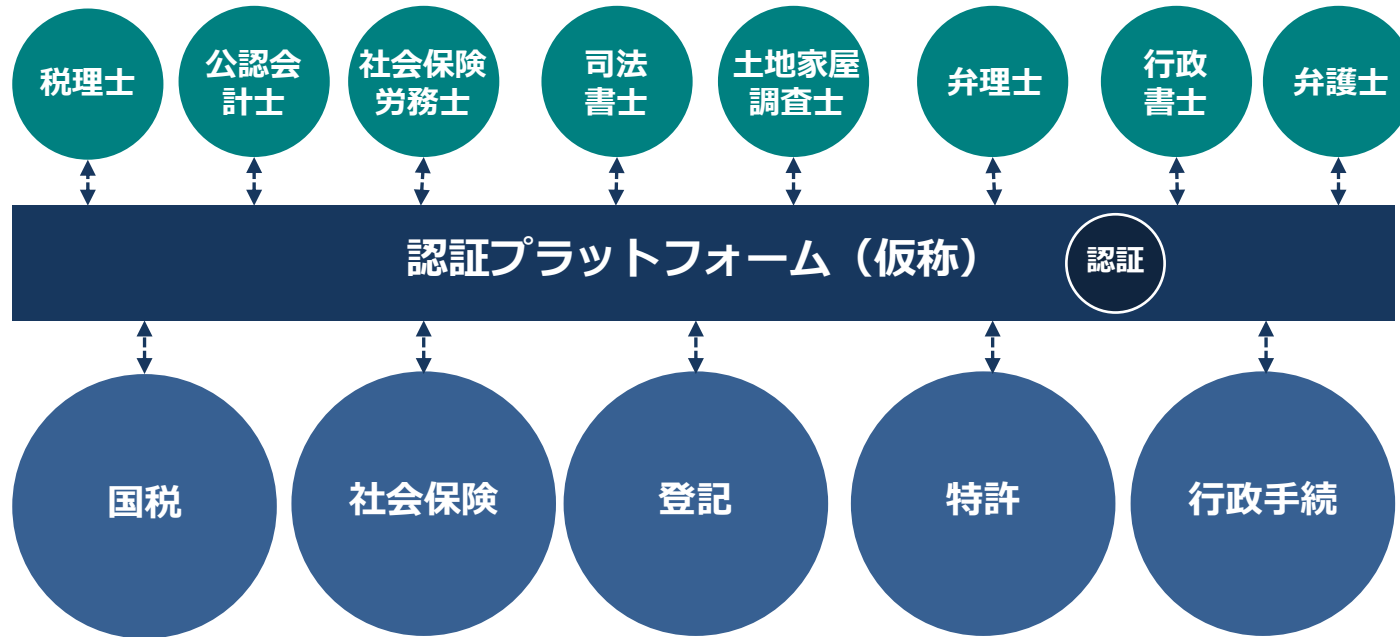 税理士
公認会
計士
社会保険
労務士
司法
書士
土地家屋
調査士
弁理士
行政
書士
弁護士
認証プラットフォーム（仮称）
認証
国税
社会保険
登記
特許
行政手続